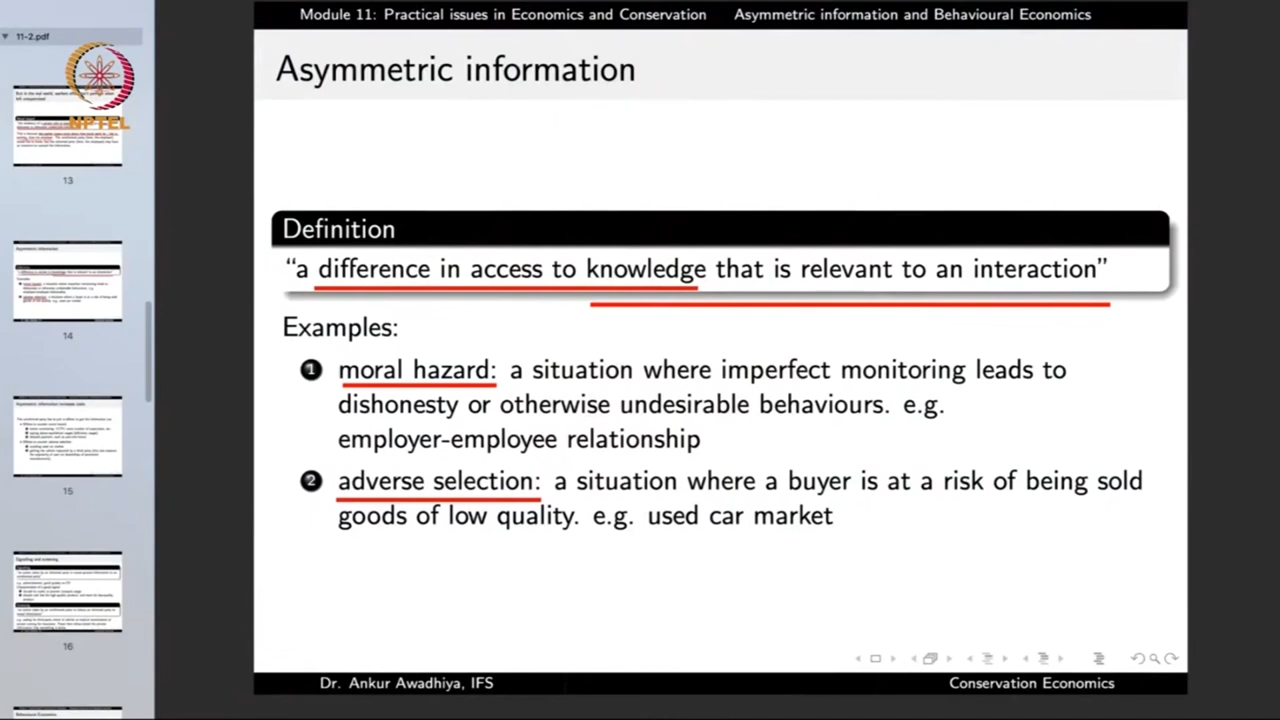 Module 11: Practical issues in Economics and Conservation Asymmetric information and Behavioural Economics
11-2.pdf
NPTEL
13
14
15
16
Asymmetric information
Definition
“a difference in access to knowledge that is relevant to an interaction”
Examples:
1 moral hazard: a situation where imperfect monitoring leads to
dishonesty or otherwise undesirable behaviours. e.g.
employer-employee relationship
2 adverse selection: a situation where a buyer is at a risk of being sold
goods of low quality. e.g. used car market
Dr. Ankur Awadhiya, IFS Conservation Economics